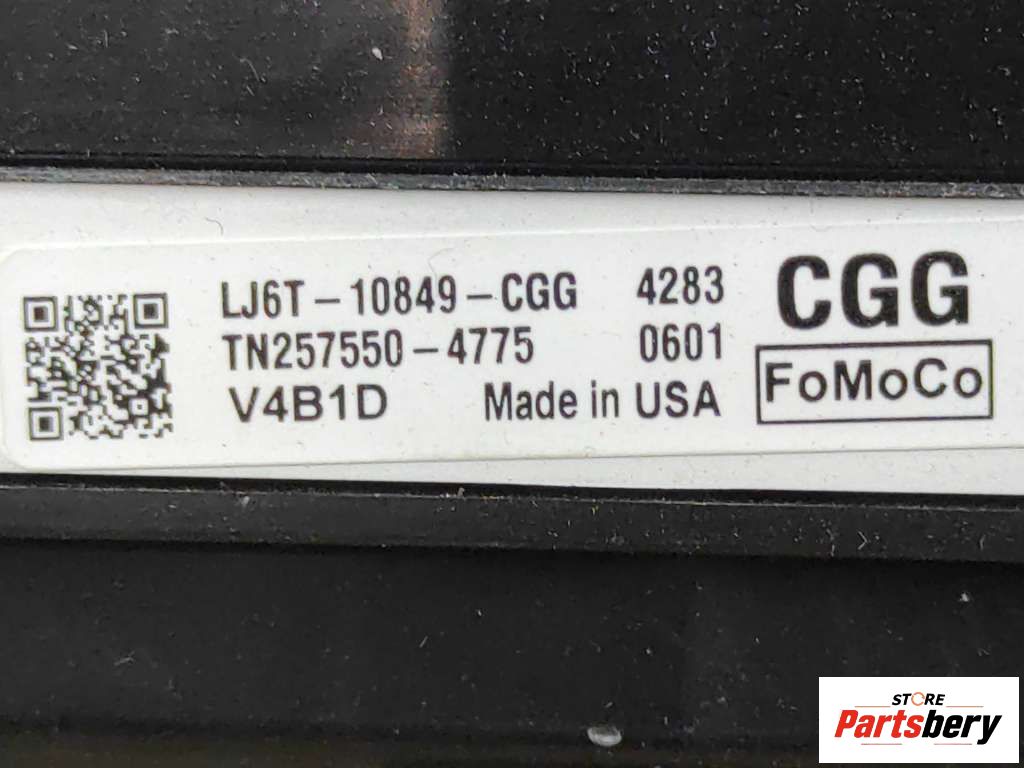 LJ6T-10849-CGG 4283 CGG
TN257550-4775 0601
V4B1D Made in USA FoMoCo
STORE
Partsbery